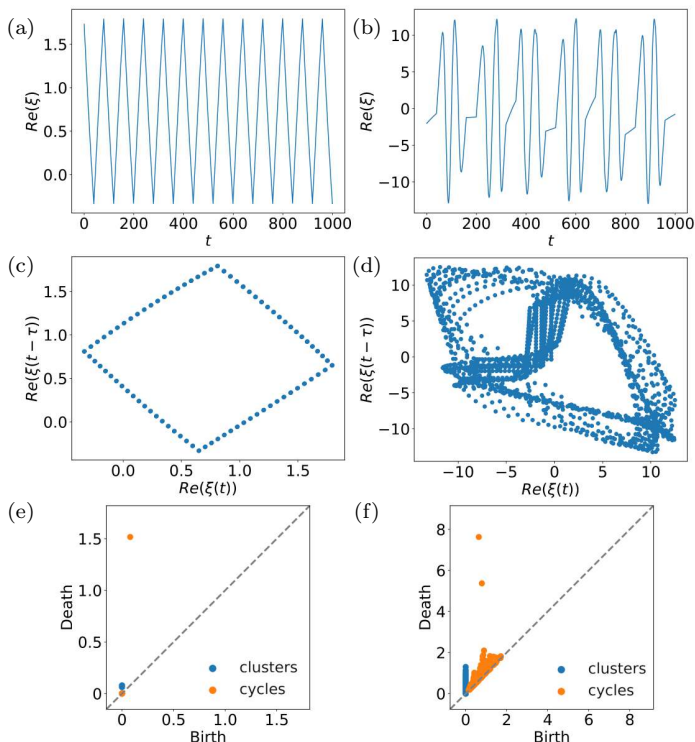 (a)
Re(ξ)
1.5
1.0
0.5
0.0
0 200 400 600 800 1000
t
(b)
Re(ξ)
10
5
0
−5
−10
0 200 400 600 800 1000
t
(c)
Re(ξ(t − τ))
1.5
1.0
0.5
0.0
0.0 0.5 1.0 1.5
Re(ξ(t))
(d)
Re(ξ(t − τ))
10
5
0
−5
−10
−10 −5 0 5 10
Re(ξ(t))
(e)
Death
1.5
1.0
0.5
0
clusters
cycles
0 0.5 1.0 1.5
Birth
(f)
Death
8
6
4
2
0
clusters
cycles
0 2 4 6 8
Birth